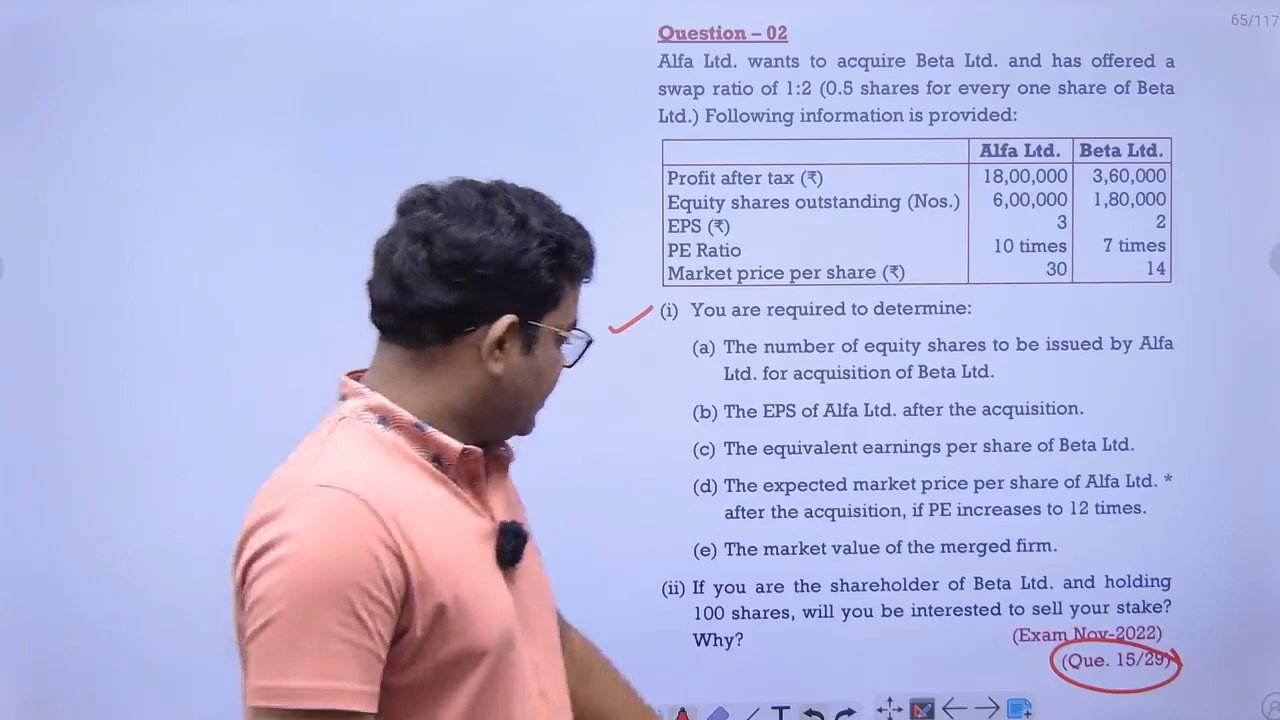 65/117
Question – 02
Alfa Ltd. wants to acquire Beta Ltd. and has offered a
swap ratio of 1:2 (0.5 shares for every one share of Beta
Ltd.) Following information is provided:
Alfa Ltd. Beta Ltd.
Profit after tax (₹) 18,00,000 3,60,000
Equity shares outstanding (Nos.) 6,00,000 1,80,000
EPS (₹) 3 2
PE Ratio 10 times 7 times
Market price per share (₹) 30 14
(i) You are required to determine:
(a) The number of equity shares to be issued by Alfa
Ltd. for acquisition of Beta Ltd.
(b) The EPS of Alfa Ltd. after the acquisition.
(c) The equivalent earnings per share of Beta Ltd.
(d) The expected market price per share of Alfa Ltd. *
after the acquisition, if PE increases to 12 times.
(e) The market value of the merged firm.
(ii) If you are the shareholder of Beta Ltd. and holding
100 shares, will you be interested to sell your stake?
Why? (Exam Nov-2022)
(Que. 15/29)